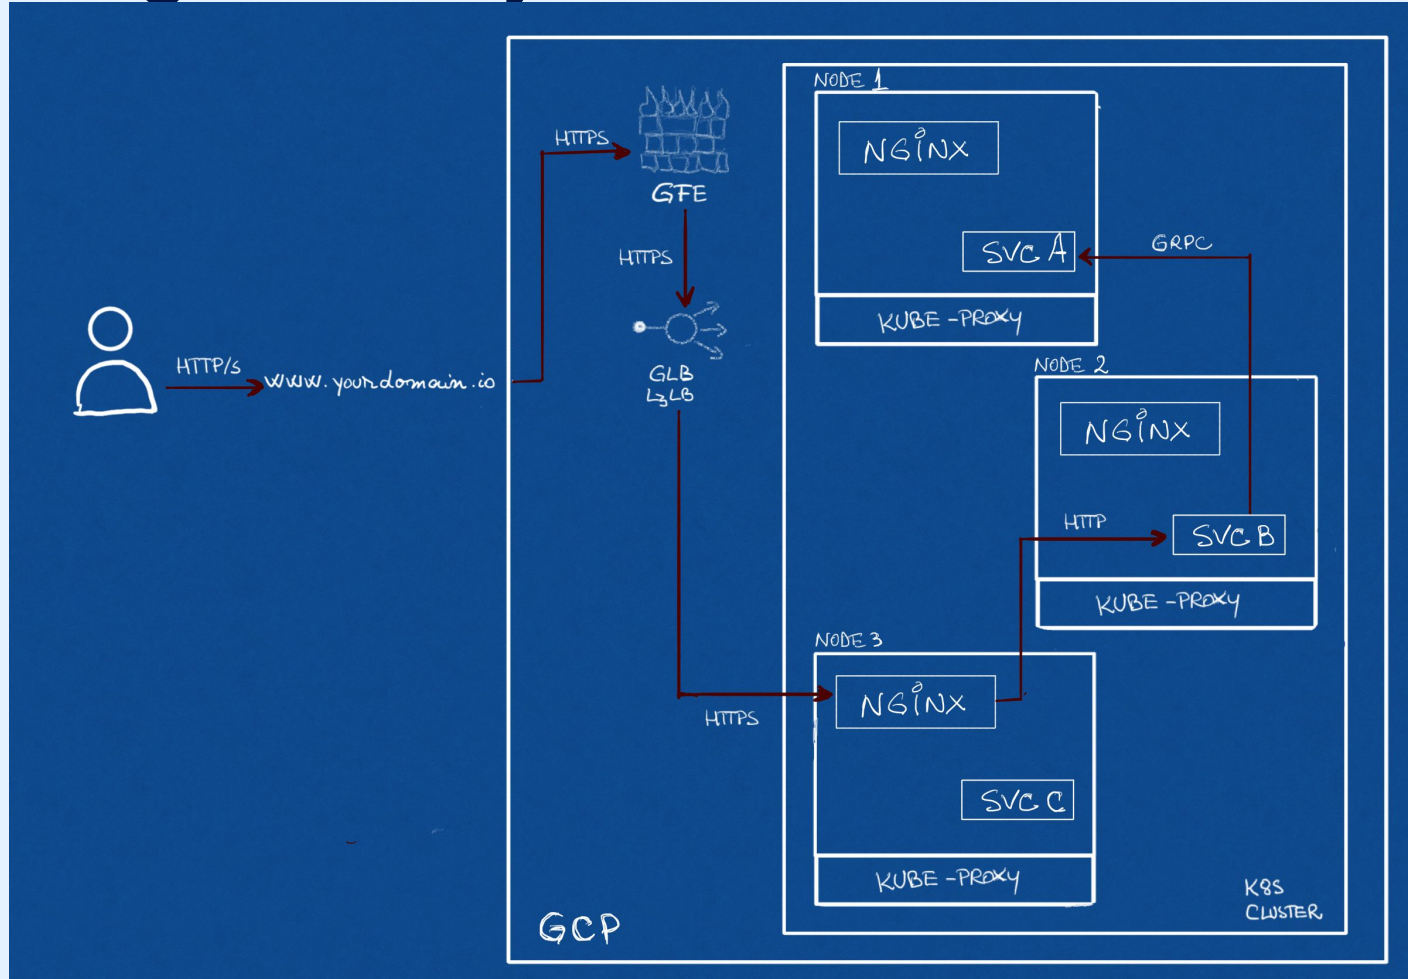 HTTP/S
www.yourdomain.io
HTTPS
GFE
HTTPS
GLB
L3LB
HTTPS
NODE 1
NGINX
SVC A
KUBE-PROXY
GRPC
NODE 2
NGINX
HTTP
SVC B
KUBE-PROXY
NODE 3
NGINX
SVC C
KUBE-PROXY
K8S
CLUSTER
GCP